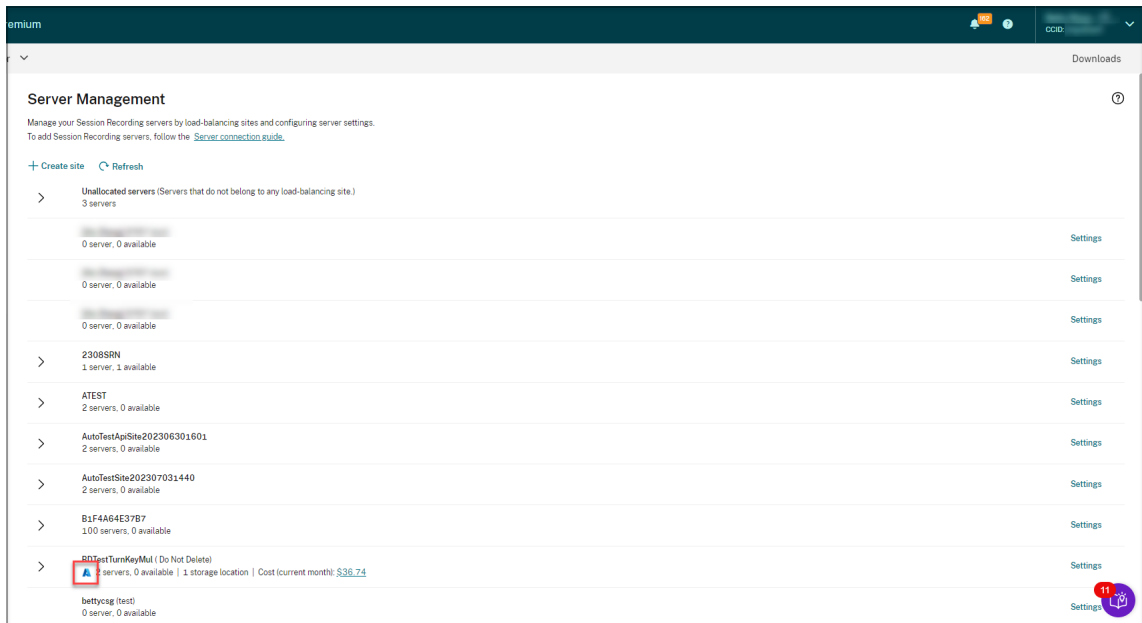 emium
162
CCID:
r
Downloads
Server Management
Manage your Session Recording servers by load-balancing sites and configuring server settings.
To add Session Recording servers, follow the Server connection guide.
Create site Refresh
Unallocated servers (Servers that do not belong to any load-balancing site.)
3 servers
0 server, 0 available
Settings
0 server, 0 available
Settings
0 server, 0 available
Settings
2308SRN
1 server, 1 available
Settings
ATEST
2 servers, 0 available
Settings
AutoTestApiSite202306301601
2 servers, 0 available
Settings
AutoTestSite202307031440
2 servers, 0 available
Settings
B1F4A64E37B7
100 servers, 0 available
Settings
RDTestTurnKeyMul ( Do Not Delete)
2 servers, 0 available | 1 storage location | Cost (current month): $36.74
Settings
11
bettycsg (test)
0 server, 0 available
Settings